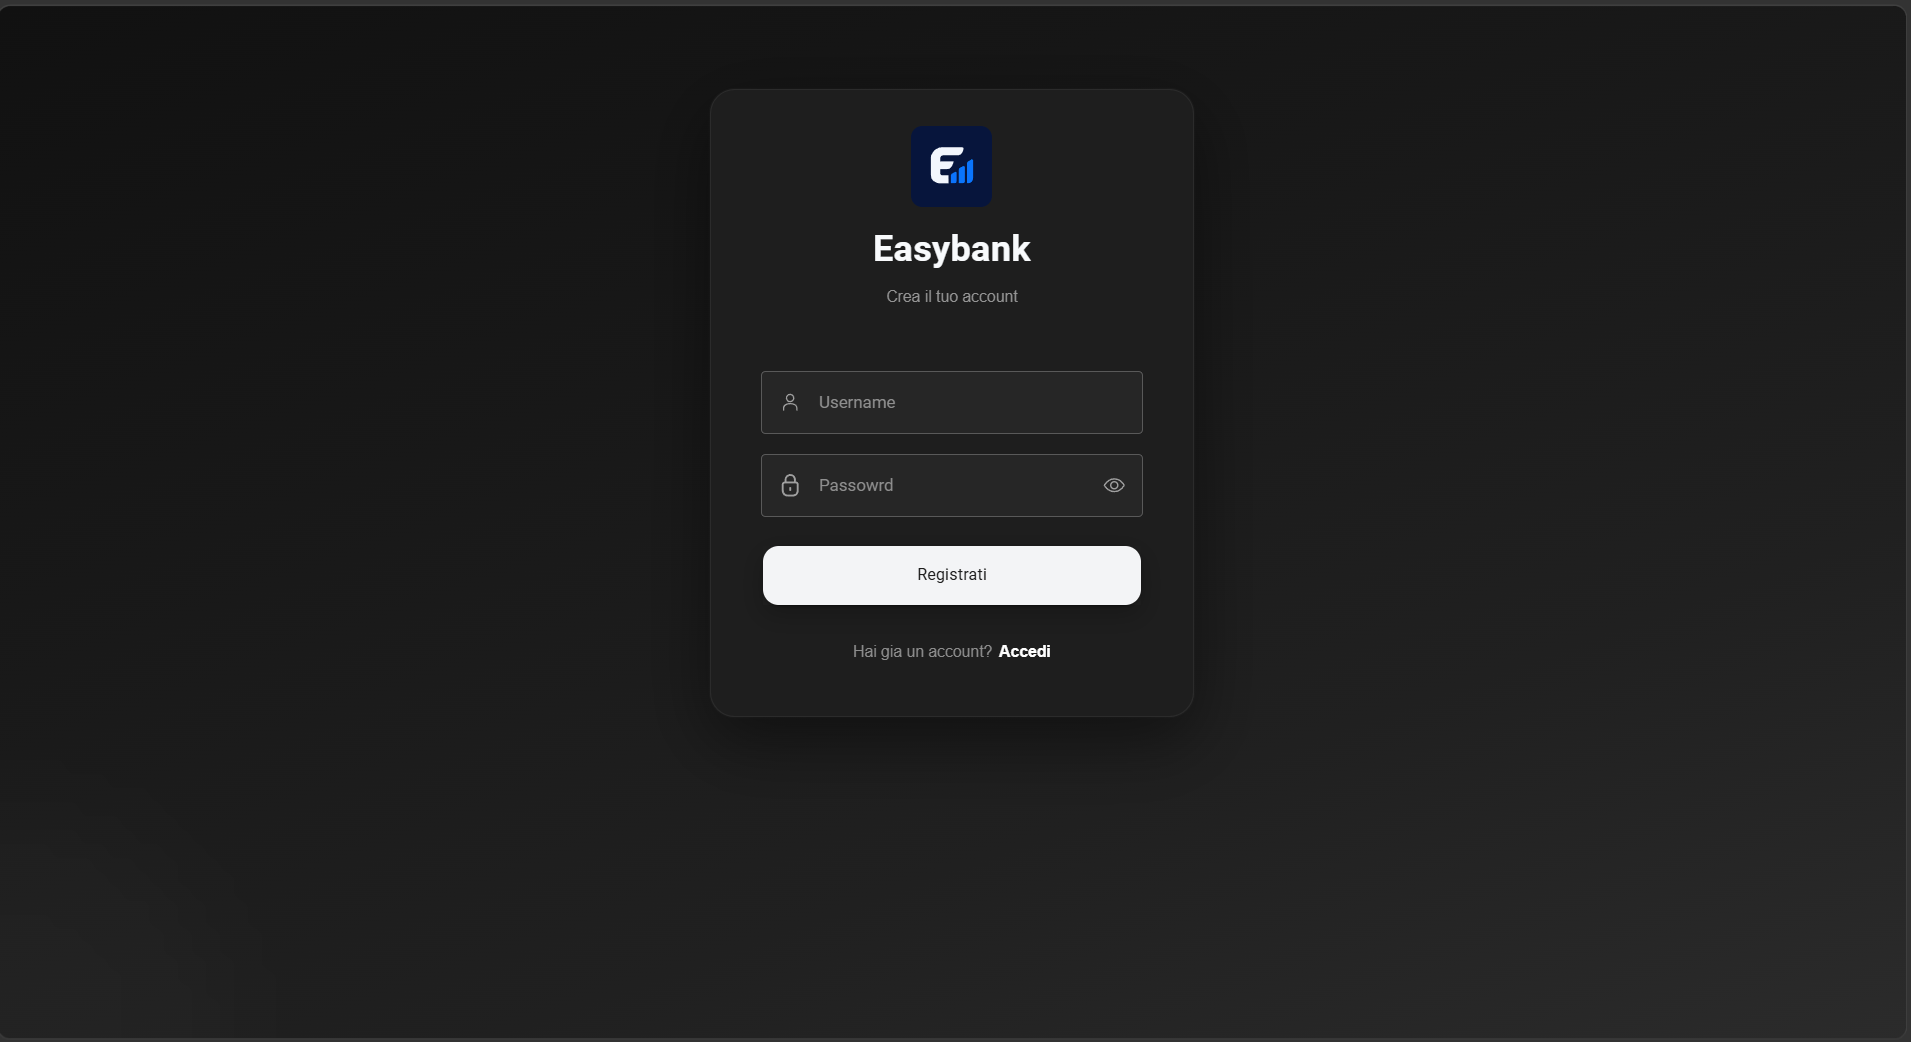 Easybank
Crea il tuo account
Username
Passowrd
Registrati
Hai gia un account? Accedi